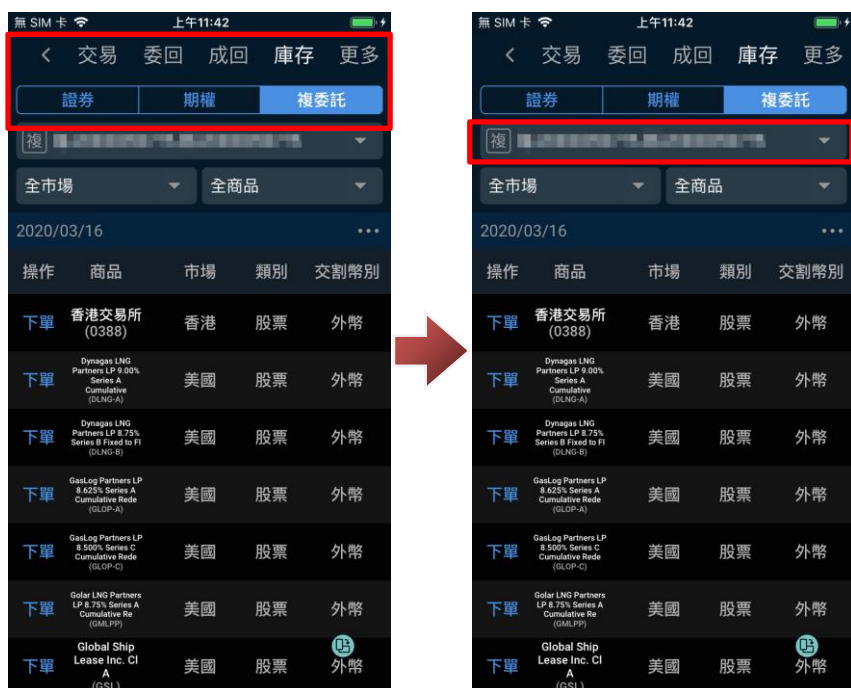 無 SIM 卡 上午11:42
交易 委回 成回 庫存 更多
證券 期權 複委託
複
全市場 全商品
2020/03/16
操作 商品 市場 類別 交割幣別
下單 香港交易所 香港 股票 外幣
(0388)
Dynagas LNG
Partners LP 9.00%
下單 Series A 美國 股票 外幣
Cumulative
(DLNG-A)
Dynagas LNG
下單 Partners LP 8.75% 美國 股票 外幣
Series B Fixed to Fl
(DLNG-B)
GasLog Partners LP
下單 8.625% Series A 美國 股票 外幣
Cumulative Rede
(GLOP-A)
GasLog Partners LP
下單 8.500% Series C 美國 股票 外幣
Cumulative Rede
(GLOP-C)
Golar LNG Partners
下單 LP 8.75% Series A 美國 股票 外幣
Cumulative Re
(GMLPP)
Global Ship
下單 Lease Inc. Cl 美國 股票 外幣
A
(GSL)
無 SIM 卡 上午11:42
交易 委回 成回 庫存 更多
證券 期權 複委託
複
全市場 全商品
2020/03/16
操作 商品 市場 類別 交割幣別
下單 香港交易所 香港 股票 外幣
(0388)
Dynagas LNG
Partners LP 9.00%
下單 Series A 美國 股票 外幣
Cumulative
(DLNG-A)
Dynagas LNG
下單 Partners LP 8.75% 美國 股票 外幣
Series B Fixed to Fl
(DLNG-B)
GasLog Partners LP
下單 8.625% Series A 美國 股票 外幣
Cumulative Rede
(GLOP-A)
GasLog Partners LP
下單 8.500% Series C 美國 股票 外幣
Cumulative Rede
(GLOP-C)
Golar LNG Partners
下單 LP 8.75% Series A 美國 股票 外幣
Cumulative Re
(GMLPP)
Global Ship
下單 Lease Inc. Cl 美國 股票 外幣
A
(GSL)